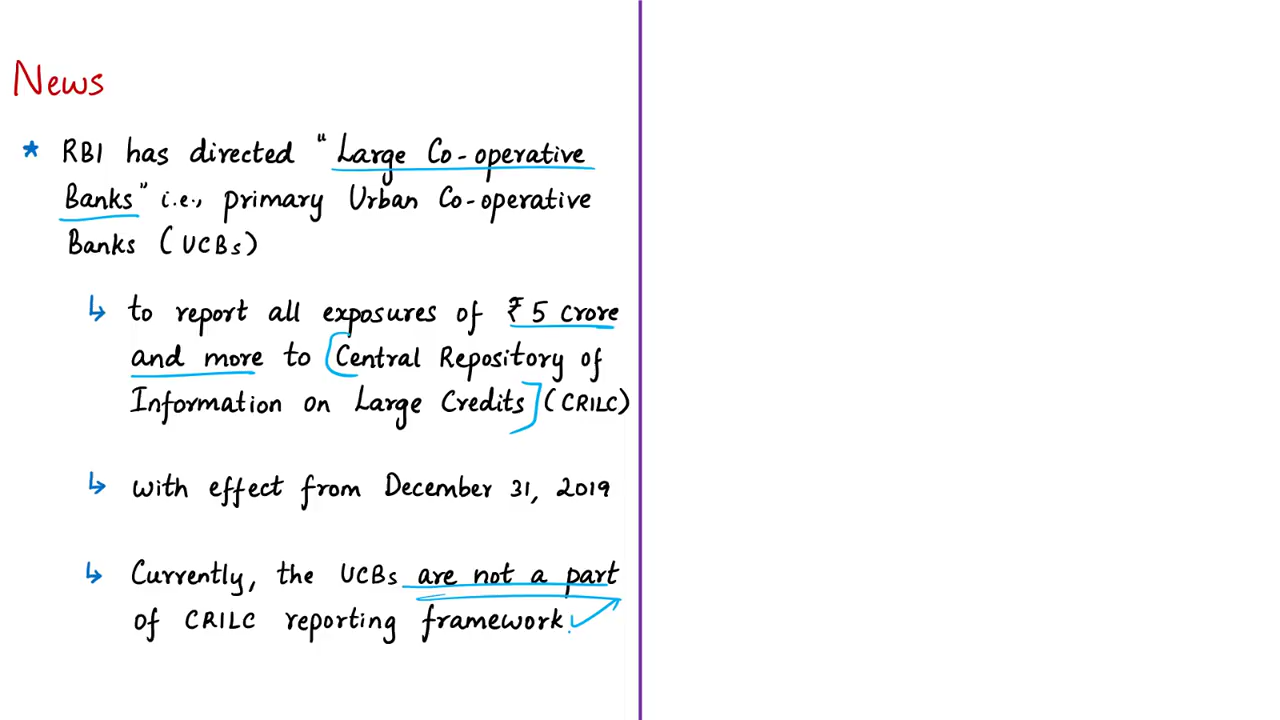 News
* RBI has directed "Large Co-operative
Banks" i.e., primary Urban Co-operative
Banks (UCBs)
↳ to report all exposures of ₹5 crore
and more to [Central Repository of
Information on Large Credits] (CRILC)
↳ with effect from December 31, 2019
↳ Currently, the UCBs are not a part
of CRILC reporting framework.